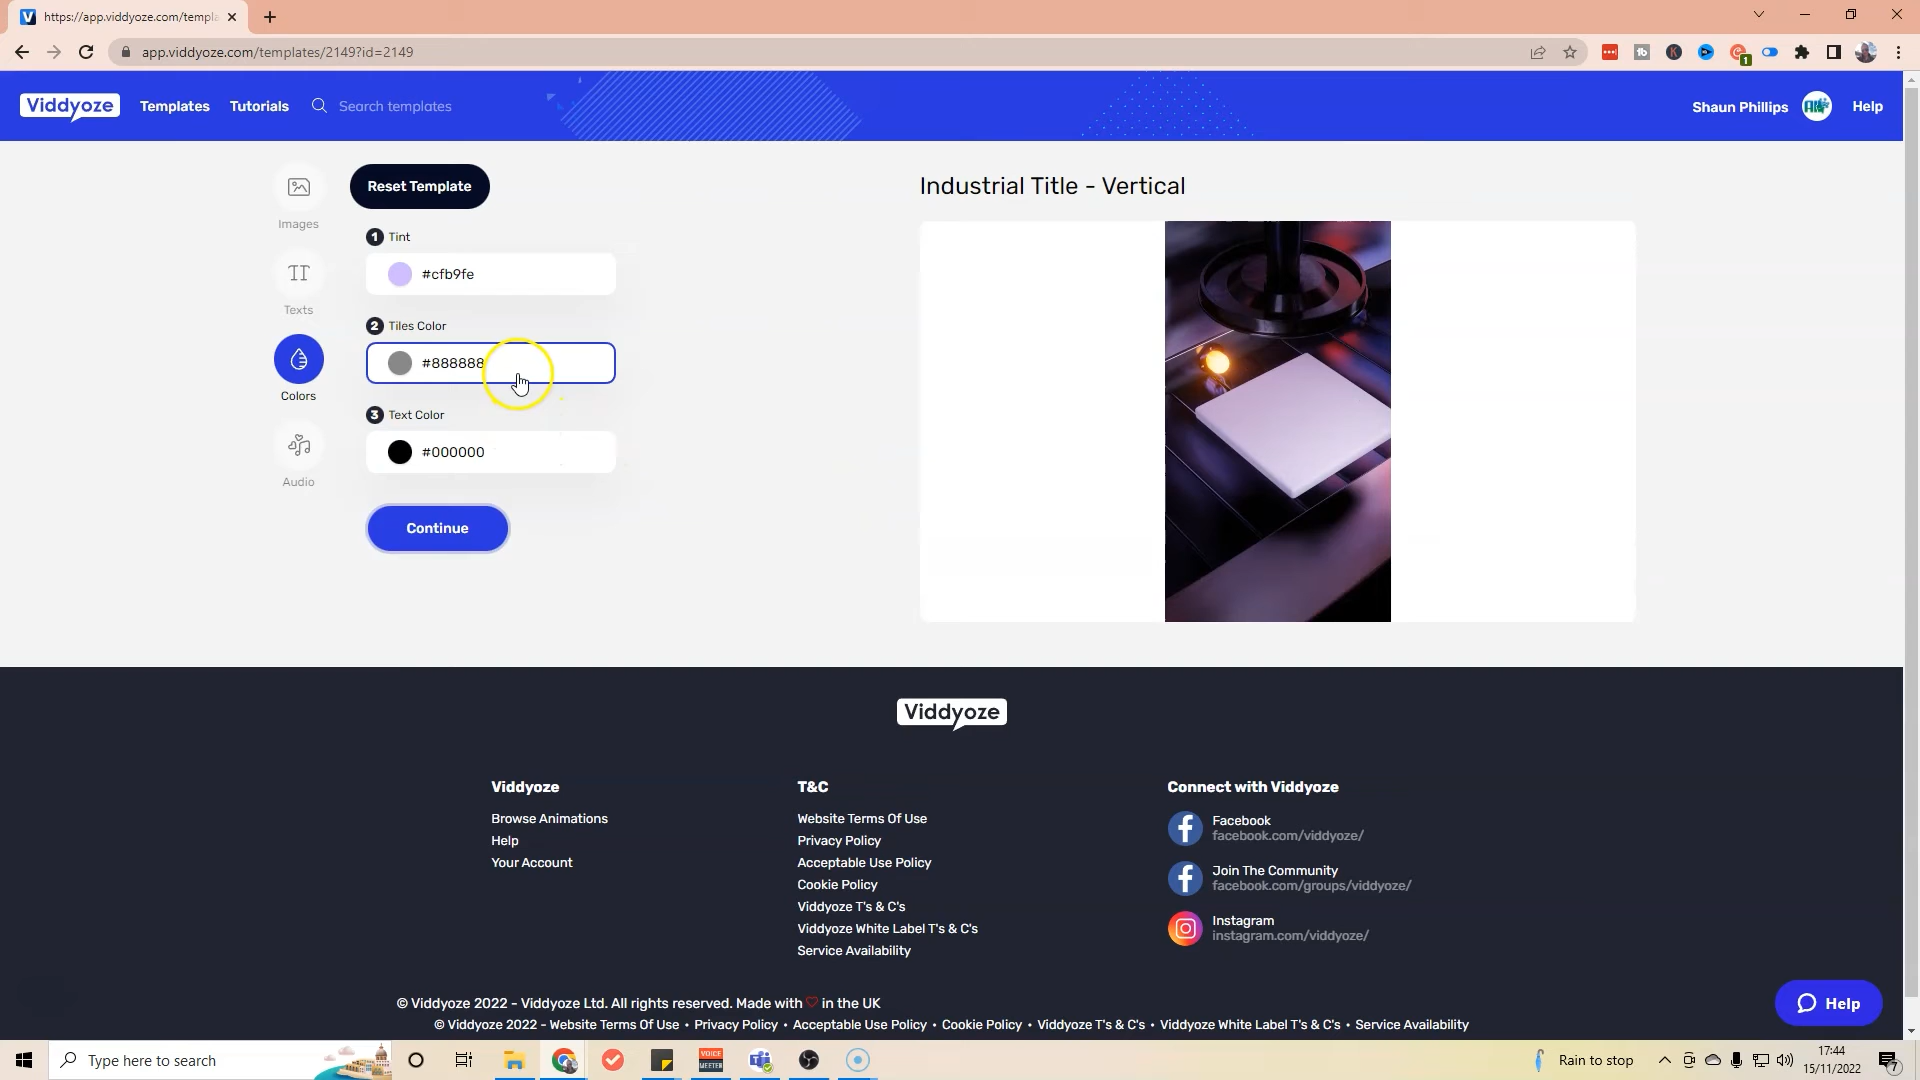 https://app.viddyoze.com/templa
app.viddyoze.com/templates/2149?id=2149
1
Viddyoze
Templates
Tutorials
Search templates
Shaun Phillips
Help
Images
Texts
Colors
Audio
Reset Template
1 Tint
#cfb9fe
2 Tiles Color
#888888
3 Text Color
#000000
Continue
Industrial Title - Vertical
Viddyoze
Viddyoze
Browse Animations
Help
Your Account
T&C
Website Terms Of Use
Privacy Policy
Acceptable Use Policy
Cookie Policy
Viddyoze T's & C's
Viddyoze White Label T's & C's
Service Availability
Connect with Viddyoze
Facebook
facebook.com/viddyoze/
Join The Community
facebook.com/groups/viddyoze/
Instagram
instagram.com/viddyoze/
© Viddyoze 2022 - Viddyoze Ltd. All rights reserved. Made with ♡ in the UK
© Viddyoze 2022 - Website Terms Of Use • Privacy Policy • Acceptable Use Policy • Cookie Policy • Viddyoze T's & C's • Viddyoze White Label T's & C's • Service Availability
Help
Type here to search
VOICE
MEETER
Rain to stop
17:44
15/11/2022
7